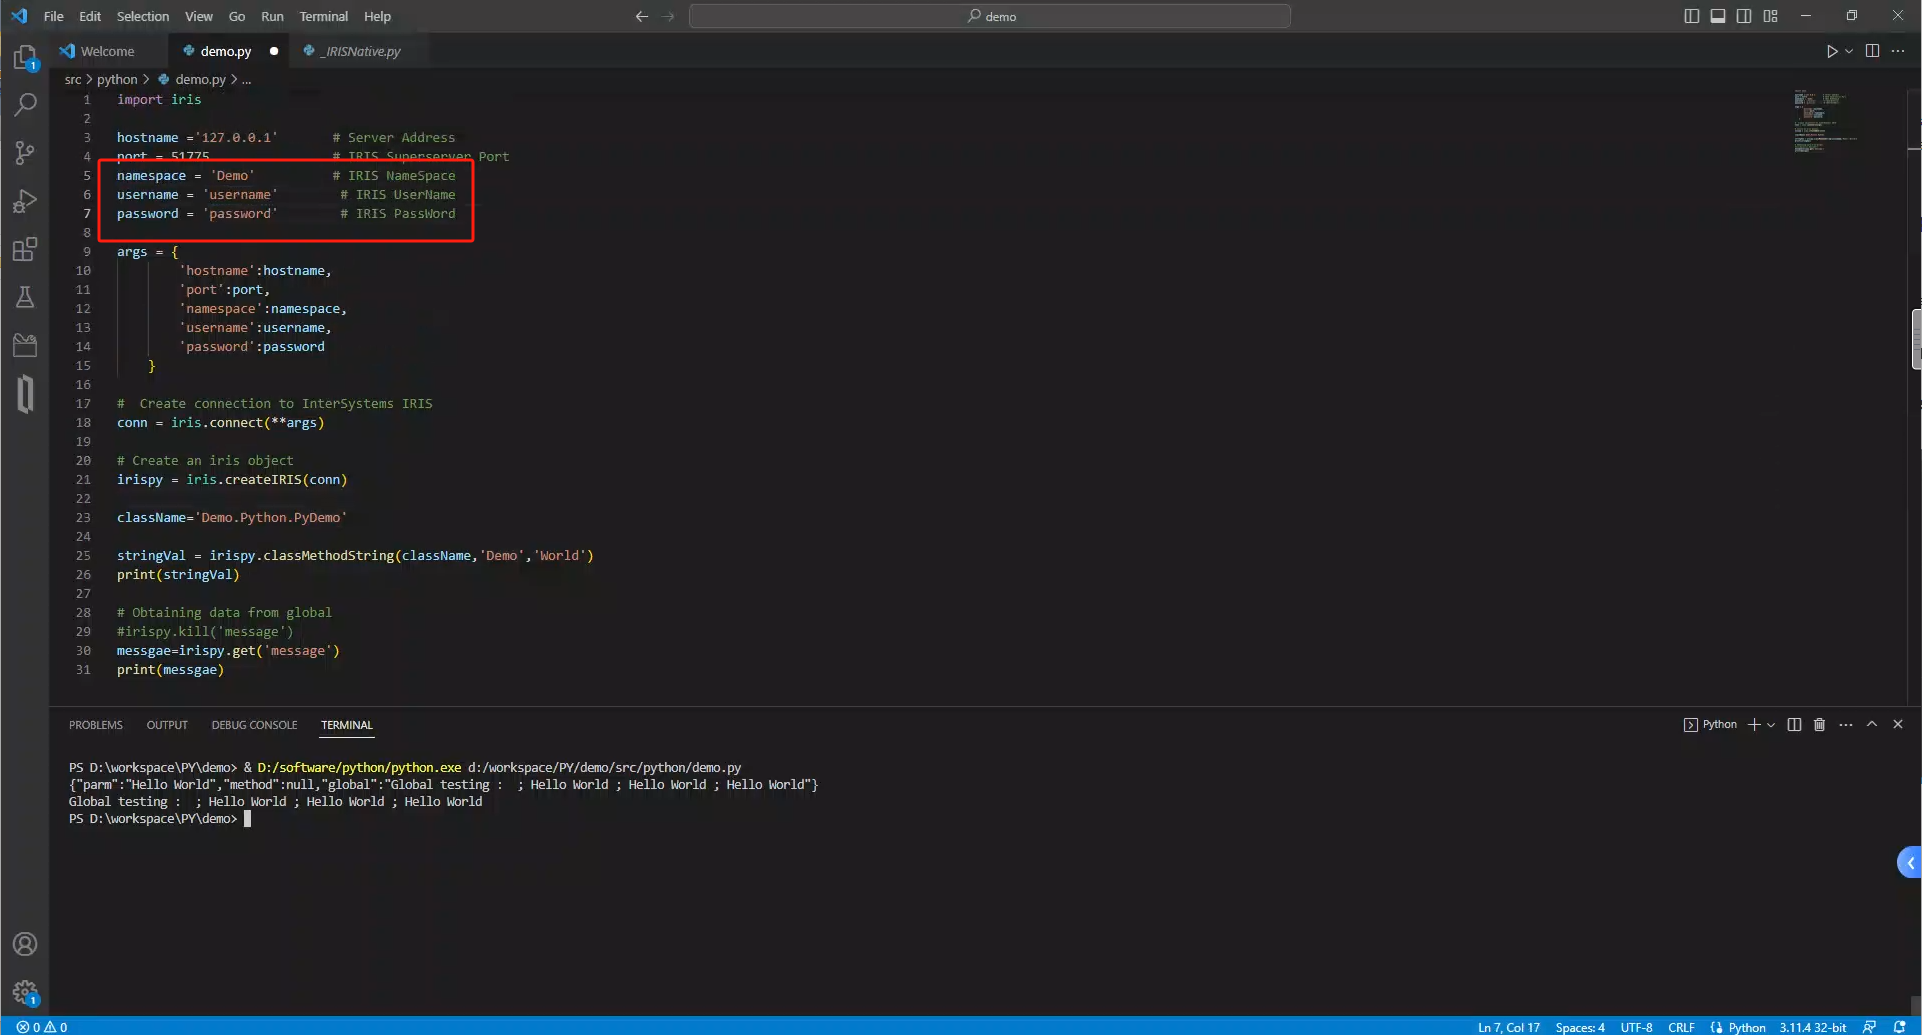 File Edit Selection View Go Run Terminal Help
demo
Welcome demo.py _IRISNative.py
1
src > python > demo.py > ...
1 import iris
2
3 hostname ='127.0.0.1' # Server Address
4 port = 51775 # IRIS Superserver Port
5 namespace = 'Demo' # IRIS NameSpace
6 username = 'username' # IRIS UserName
7 password = 'password' # IRIS PassWord
8
9 args = {
10 'hostname':hostname,
11 'port':port,
12 'namespace':namespace,
13 'username':username,
14 'password':password
15 }
16
17 #  Create connection to InterSystems IRIS
18 conn = iris.connect(**args)
19
20 # Create an iris object
21 irispy = iris.createIRIS(conn)
22
23 className='Demo.Python.PyDemo'
24
25 stringVal = irispy.classMethodString(className,'Demo','World')
26 print(stringVal)
27
28 # Obtaining data from global
29 #irispy.kill('message')
30 messgae=irispy.get('message')
31 print(messgae)
PROBLEMS OUTPUT DEBUG CONSOLE TERMINAL
Python
PS D:\workspace\PY\demo> & D:/software/python/python.exe d:/workspace/PY/demo/src/python/demo.py
{"parm":"Hello World","method":null,"global":"Global testing :  ; Hello World ; Hello World ; Hello World"}
Global testing :  ; Hello World ; Hello World ; Hello World
PS D:\workspace\PY\demo>
1
0 0
Ln 7, Col 17 Spaces: 4 UTF-8 CRLF Python 3.11.4 32-bit